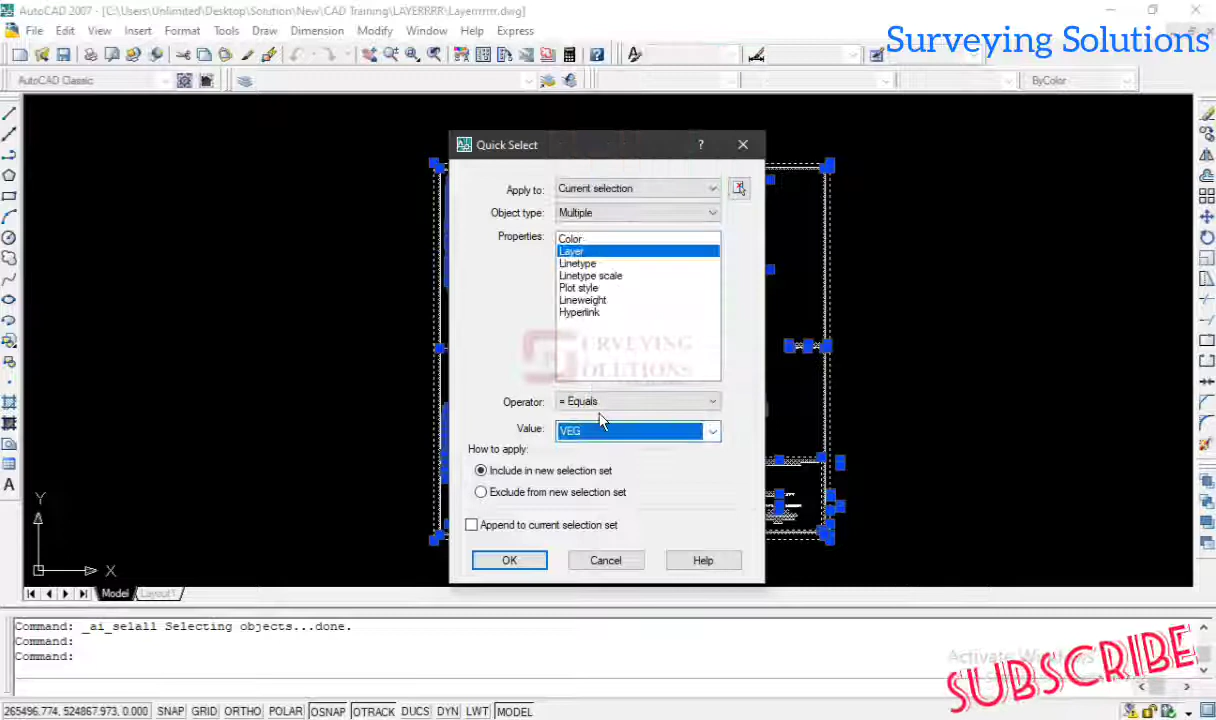 AutoCAD 2007 - [C:\Users\Unlimited\Desktop\Solution\New\CAD Training\LAYERRRR\Layerrrrrr.dwg]
File Edit View Insert Format Tools Draw Dimension Modify Window Help Express
Surveying Solutions
AutoCAD Classic
ByColor
Quick Select
?
Apply to: Current selection
Object type: Multiple
Properties: Color
Layer
Linetype
Linetype scale
Plot style
Lineweight
Hyperlink
URVEYING
OLUTIONS
Operator: = Equals
Value: VEG
How to apply:
Include in new selection set
Exclude from new selection set
Append to current selection set
OK Cancel Help
Y
X
A
Model Layout1
Command: _ai_selall Selecting objects...done.
Command:
Command:
Activate Windows
SUBSCRIBE
265496.774, 524867.973, 0.000 SNAP GRID ORTHO POLAR OSNAP OTRACK DUCS DYN LWT MODEL